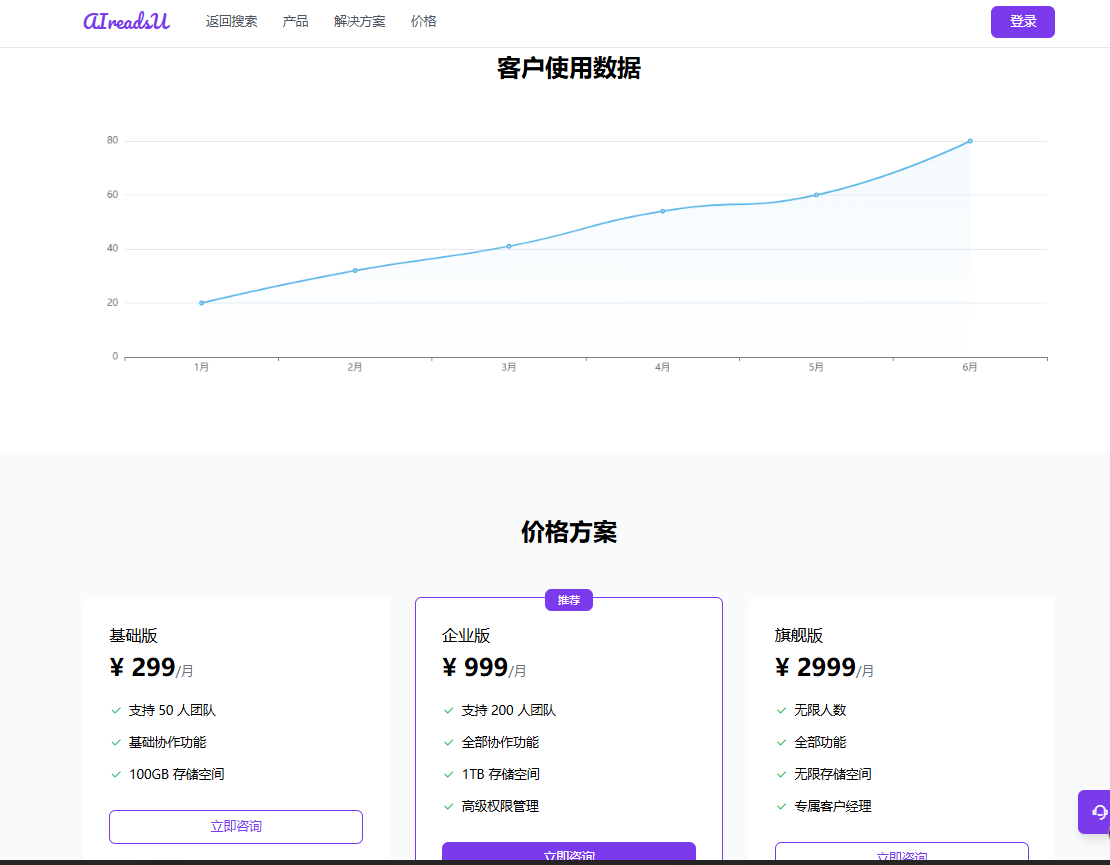 AIreadsU 返回搜索 产品 解决方案 价格 登录
客户使用数据
80
60
40
20
0
1月 2月 3月 4月 5月 6月
价格方案
基础版
¥ 299/月
支持 50 人团队
基础协作功能
100GB 存储空间
立即咨询
推荐
企业版
¥ 999/月
支持 200 人团队
全部协作功能
1TB 存储空间
高级权限管理
立即咨询
旗舰版
¥ 2999/月
无限人数
全部功能
无限存储空间
专属客户经理
立即咨询